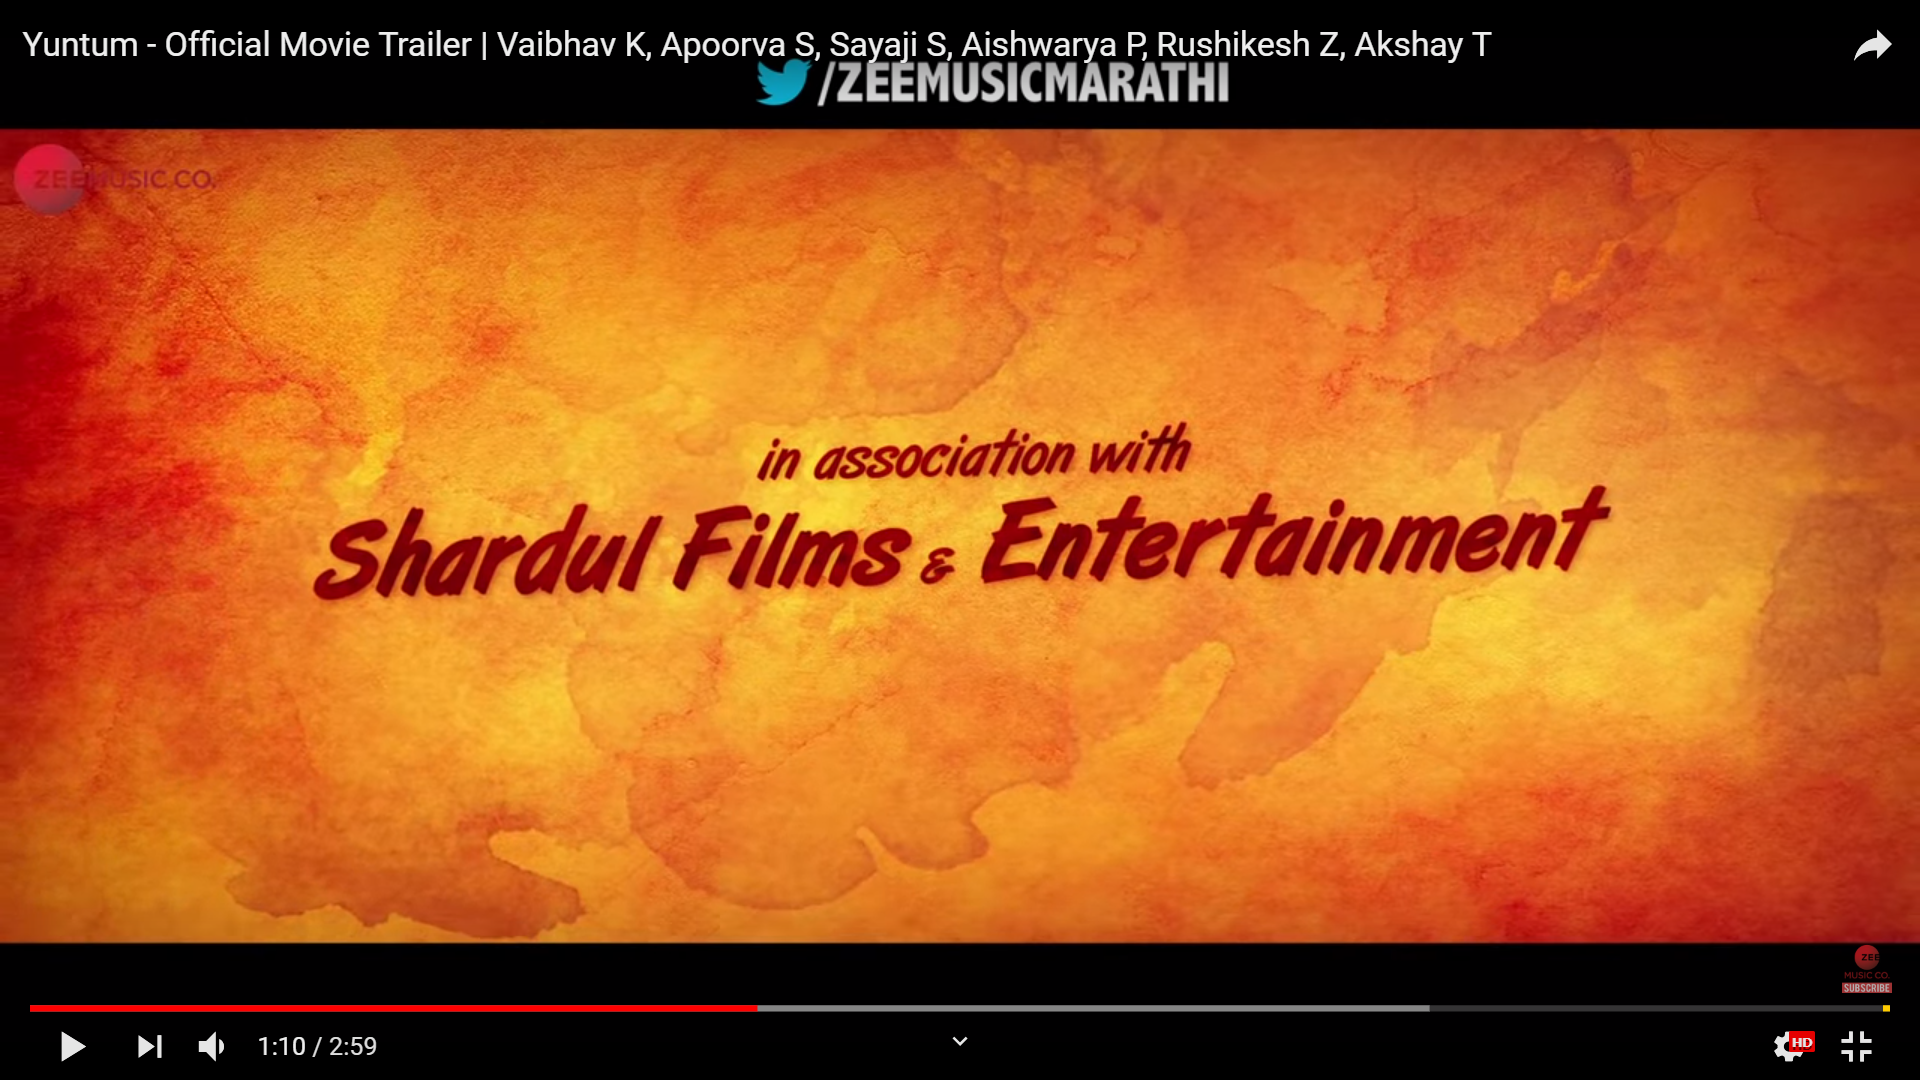 Yuntum - Official Movie Trailer | Vaibhav K, Apoorva S, Sayaji S, Aishwarya P, Rushikesh Z, Akshay T
/ZEEMUSICMARATHI
ZEE MUSIC CO.
in association with
Shardul Films & Entertainment
ZEE
MUSIC CO.
SUBSCRIBE
1:10 / 2:59
HD